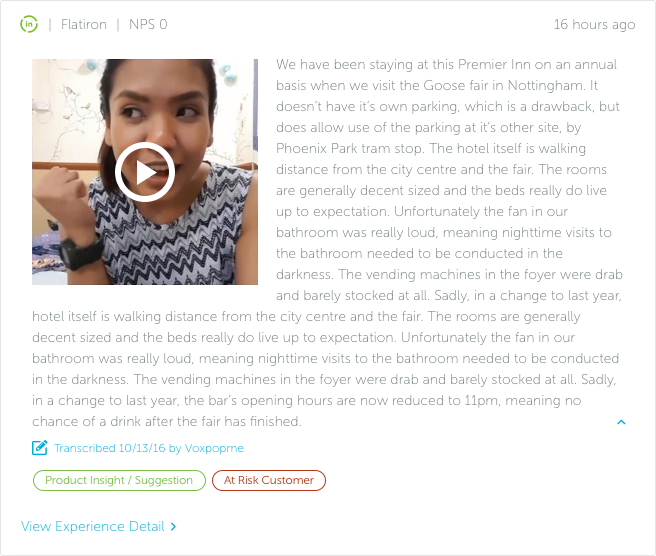 in | Flatiron | NPS 0 16 hours ago
We have been staying at this Premier Inn on an annual
basis when we visit the Goose fair in Nottingham. It
doesn't have it's own parking, which is a drawback, but
does allow use of the parking at it's other site, by
Phoenix Park tram stop. The hotel itself is walking
distance from the city centre and the fair. The rooms
are generally decent sized and the beds really do live
up to expectation. Unfortunately the fan in our
bathroom was really loud, meaning nighttime visits to
the bathroom needed to be conducted in the
darkness. The vending machines in the foyer were drab
and barely stocked at all. Sadly, in a change to last year,
hotel itself is walking distance from the city centre and the fair. The rooms are generally
decent sized and the beds really do live up to expectation. Unfortunately the fan in our
bathroom was really loud, meaning nighttime visits to the bathroom needed to be conducted
in the darkness. The vending machines in the foyer were drab and barely stocked at all. Sadly,
in a change to last year, the bar's opening hours are now reduced to 11pm, meaning no
chance of a drink after the fair has finished.
Transcribed 10/13/16 by Voxpopme
Product Insight / Suggestion At Risk Customer
View Experience Detail